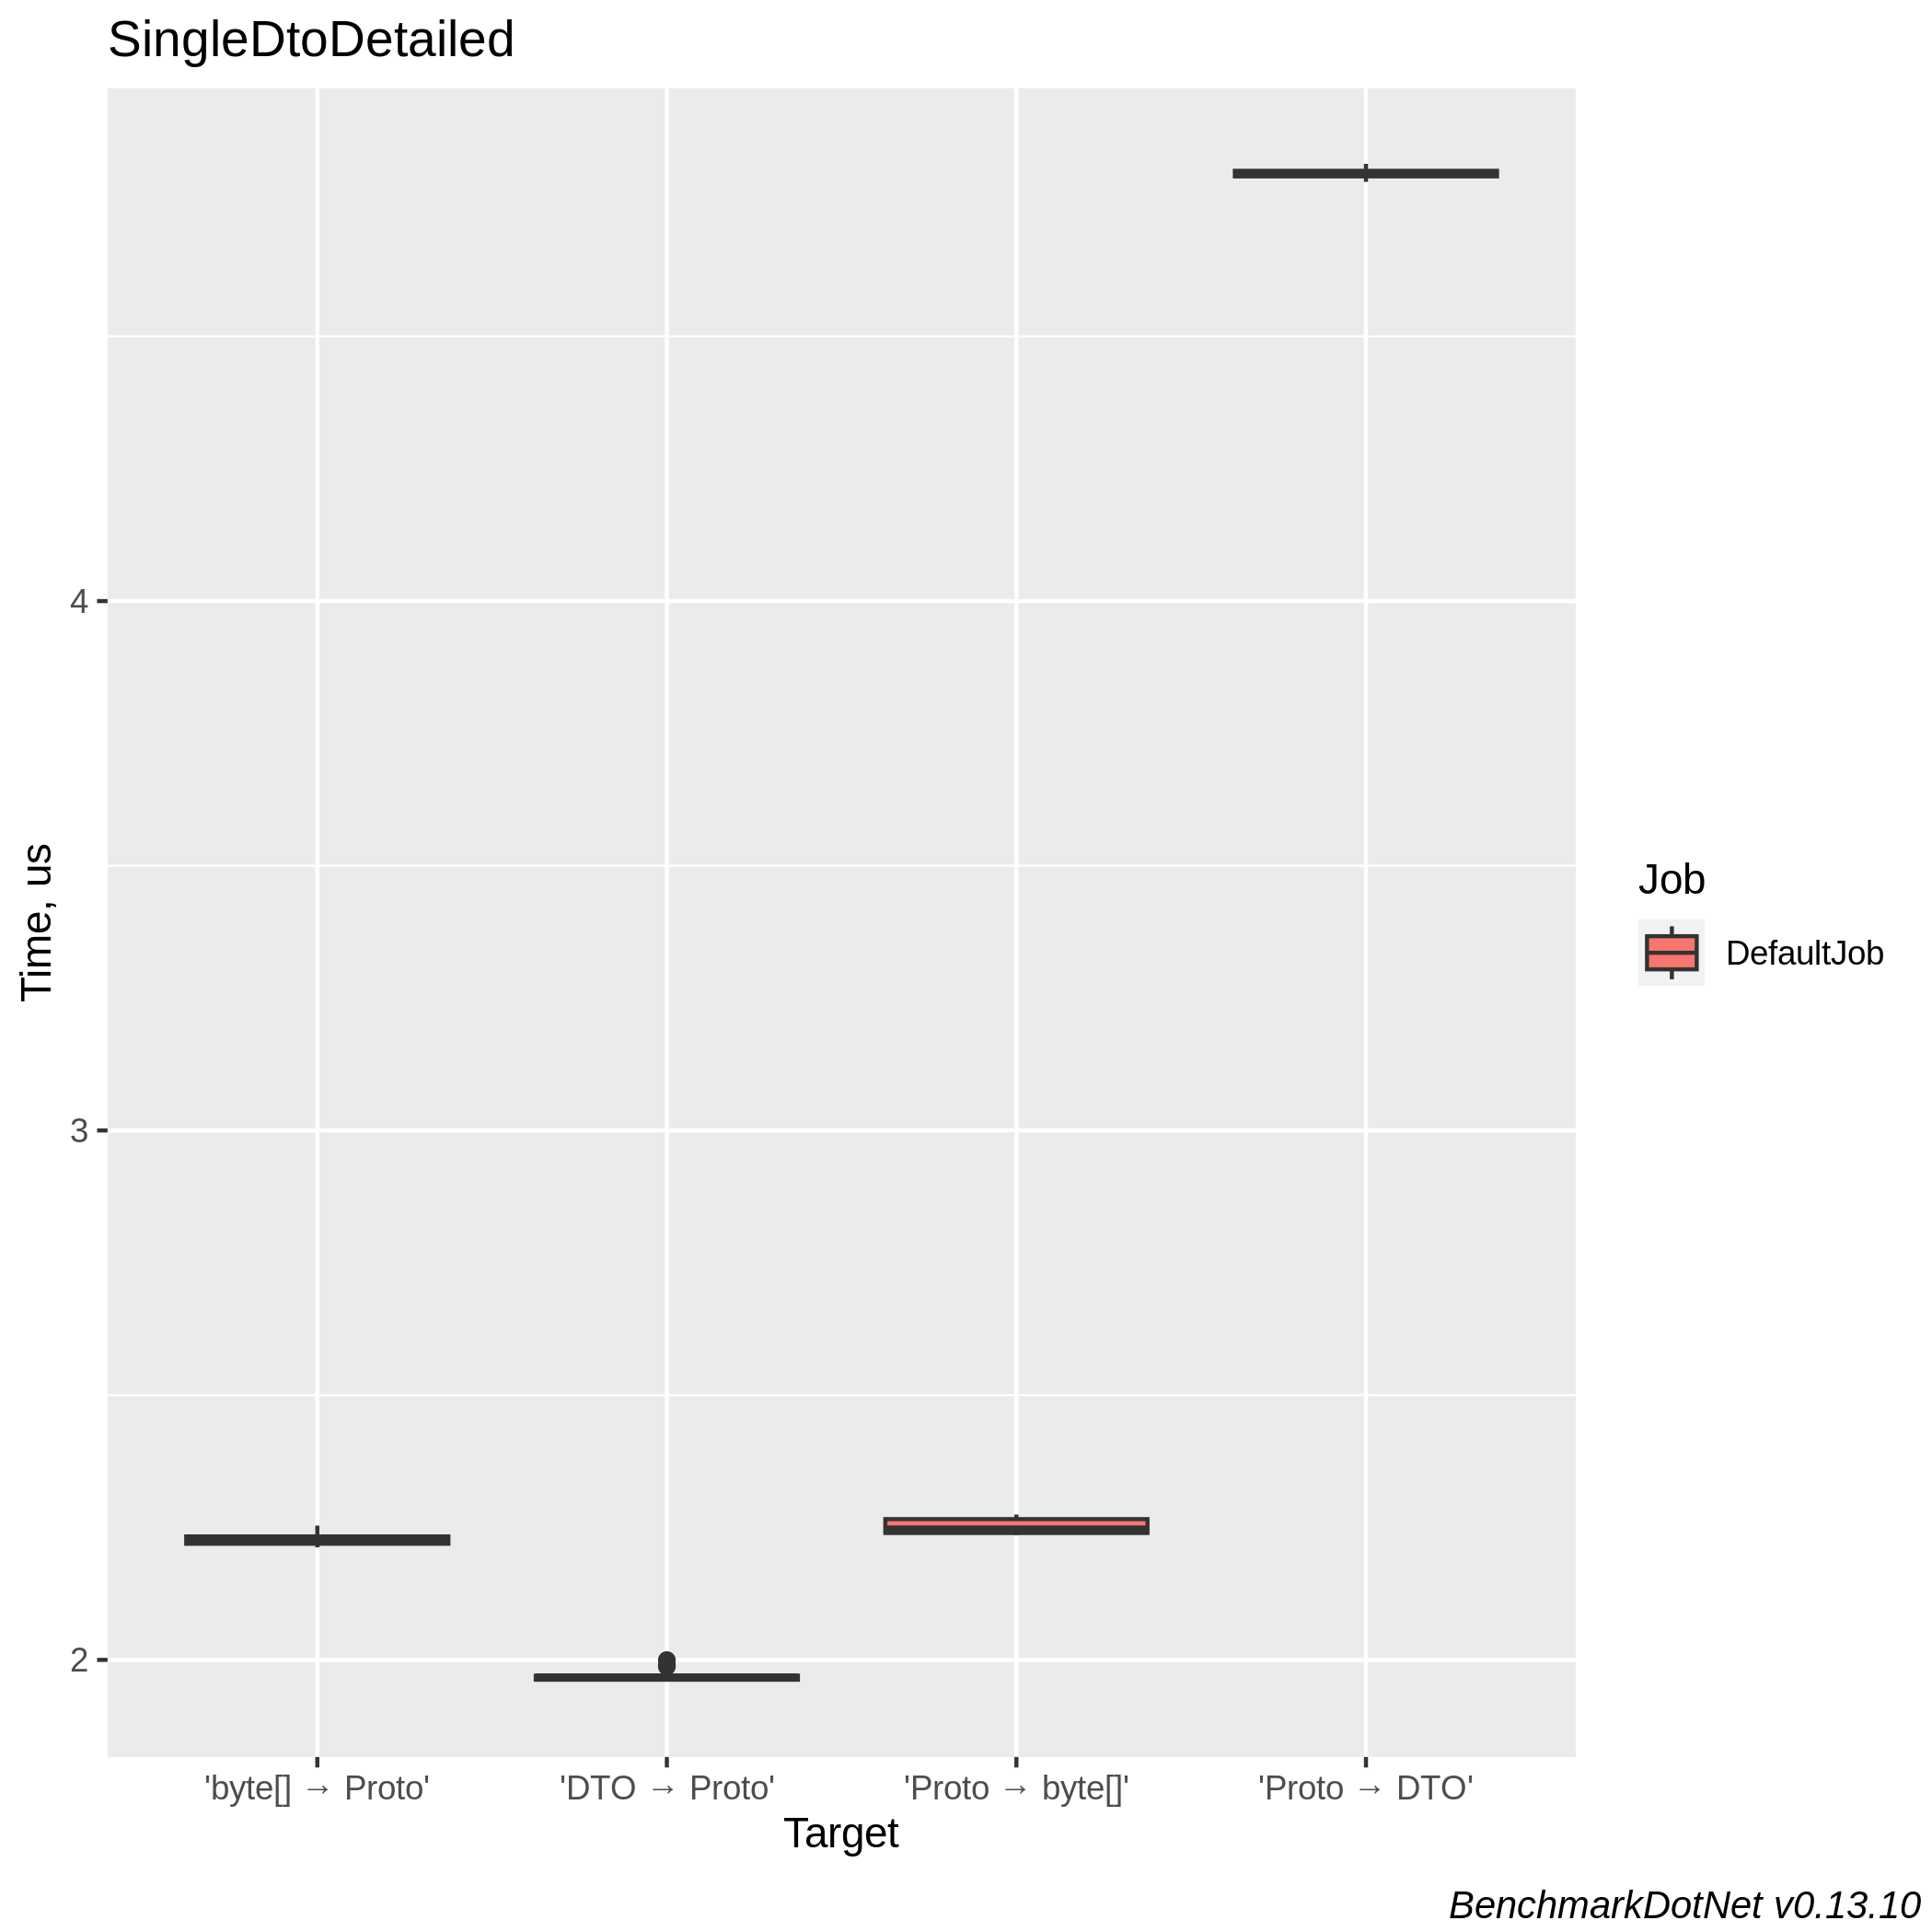 SingleDtoDetailed
Time, us
4
3
2
'byte[] → Proto'
'DTO → Proto'
'Proto → byte[]'
'Proto → DTO'
Target
Job
DefaultJob
BenchmarkDotNet v0.13.10